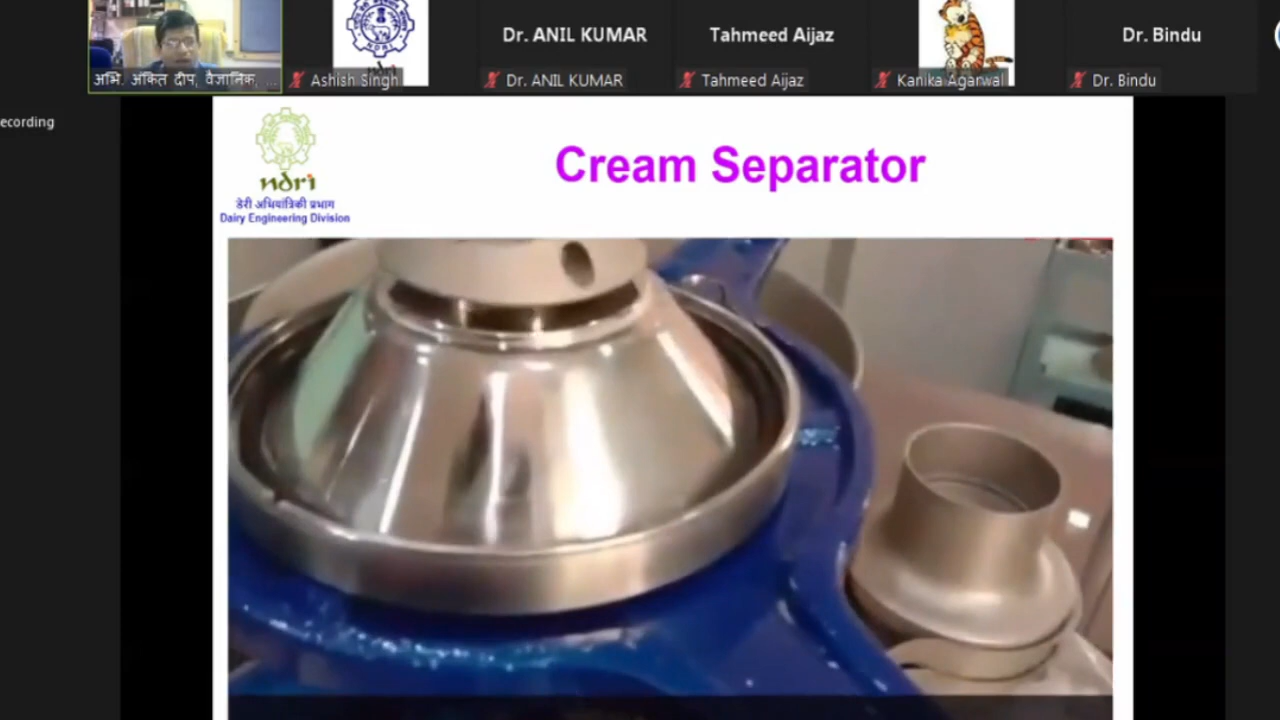 Dr. ANIL KUMAR
Tahmeed Aijaz
Dr. Bindu
अभि. अंकित दीप, वैज्ञानिक, ...
Ashish Singh
Dr. ANIL KUMAR
Tahmeed Aijaz
Kanika Agarwal
Dr. Bindu
ecording
Cream Separator
ndri
डेरी अभियांत्रिकी प्रभाग
Dairy Engineering Division